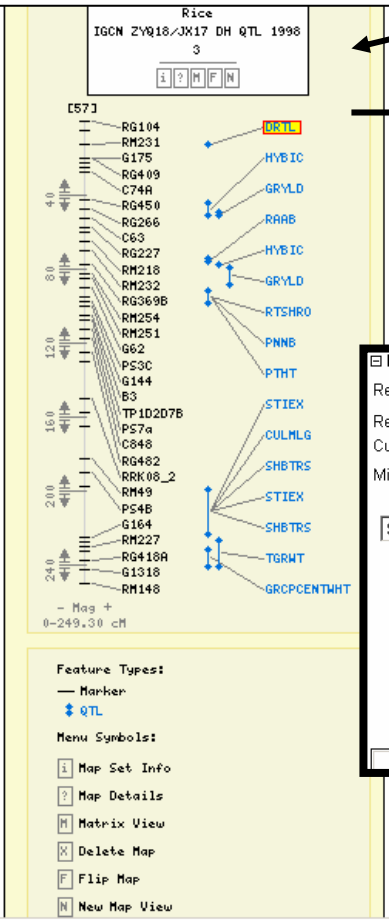 Rice
IGCN ZYQ18/JX17 DH QTL 1998
3
i ? M F N
[57]
RG104
RM231
G175
RG409
C74A
RG450
RG266
C63
RG227
RM218
RM232
RG369B
RM254
RM251
G62
PS3C
G144
B3
TP1D2D7B
PS7a
C848
RG482
RRK08_2
RM49
PS4B
G164
RM227
RG418A
G1318
RM148
40
80
120
160
200
240
DRTL
HYBIC
GRYLD
RAAB
HYBIC
GRYLD
RTSHRO
PNNB
PTHT
STIEX
CULMLG
SHBTRS
STIEX
SHBTRS
TGRWT
GRCPCENTWHT
- Mag +
0-249.30 cM
Feature Types:
Marker
QTL
Menu Symbols:
i Map Set Info
? Map Details
M Matrix View
X Delete Map
F Flip Map
N New Map View
Re
Re
Cu
Mi